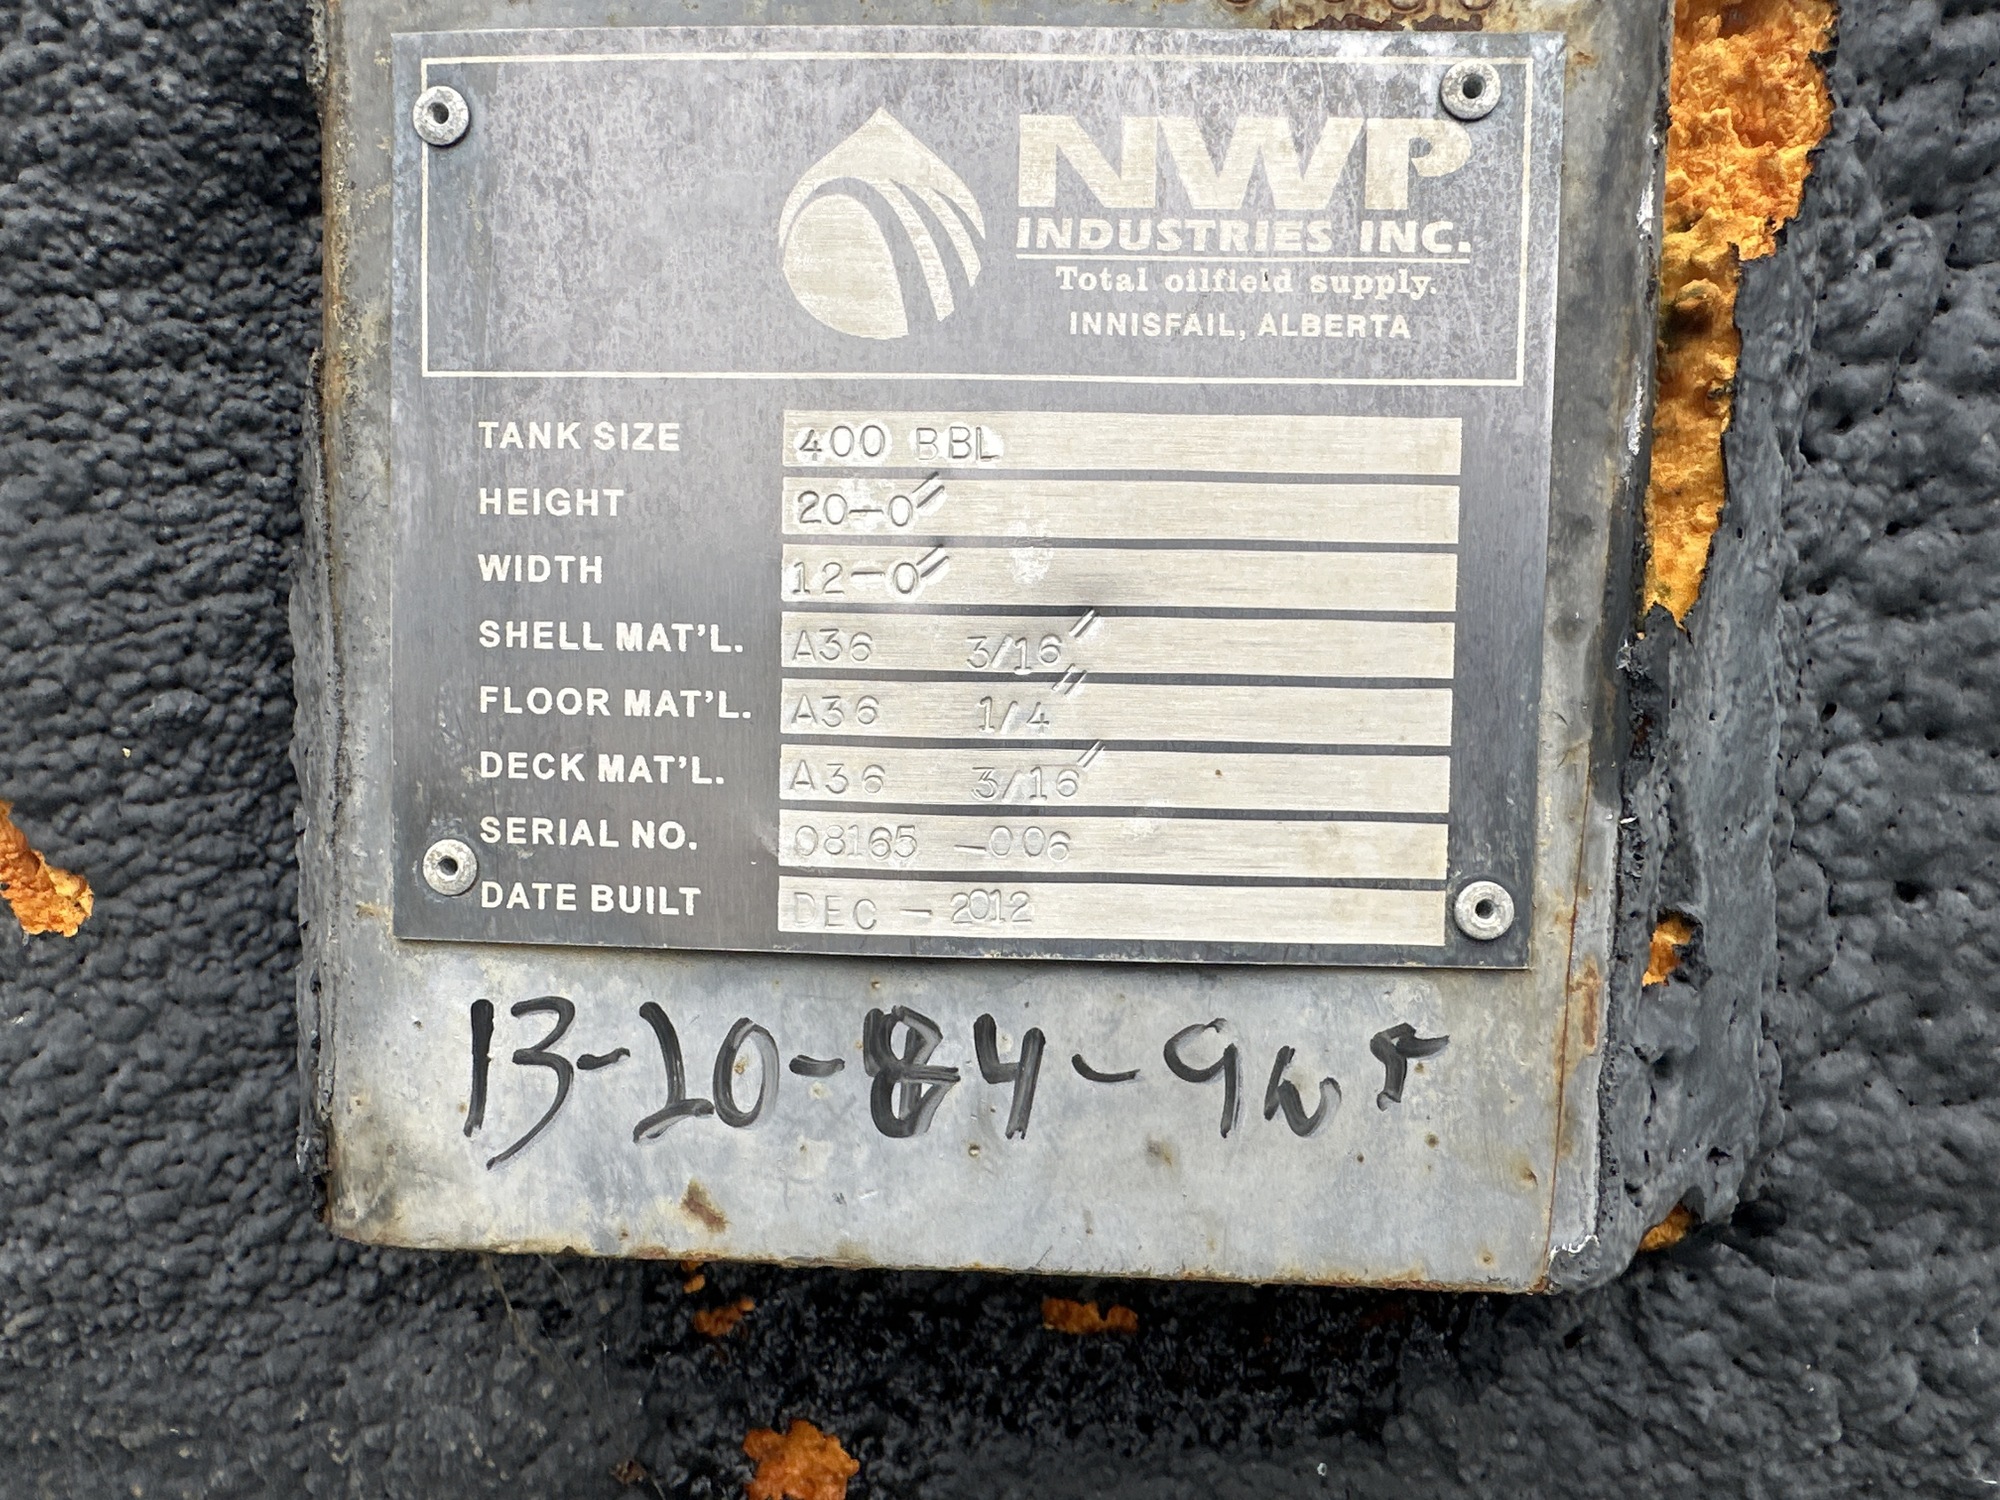 NWP
INDUSTRIES INC.
Total oilfield supply.
INNISFAIL, ALBERTA
TANK SIZE 400 BBL
HEIGHT 20-0"
WIDTH 12-0"
SHELL MAT'L. A36 3/16"
FLOOR MAT'L. A36 1/4"
DECK MAT'L. A36 3/16"
SERIAL NO. 08165 -006
DATE BUILT DEC - 2012
13-20-84-9w5